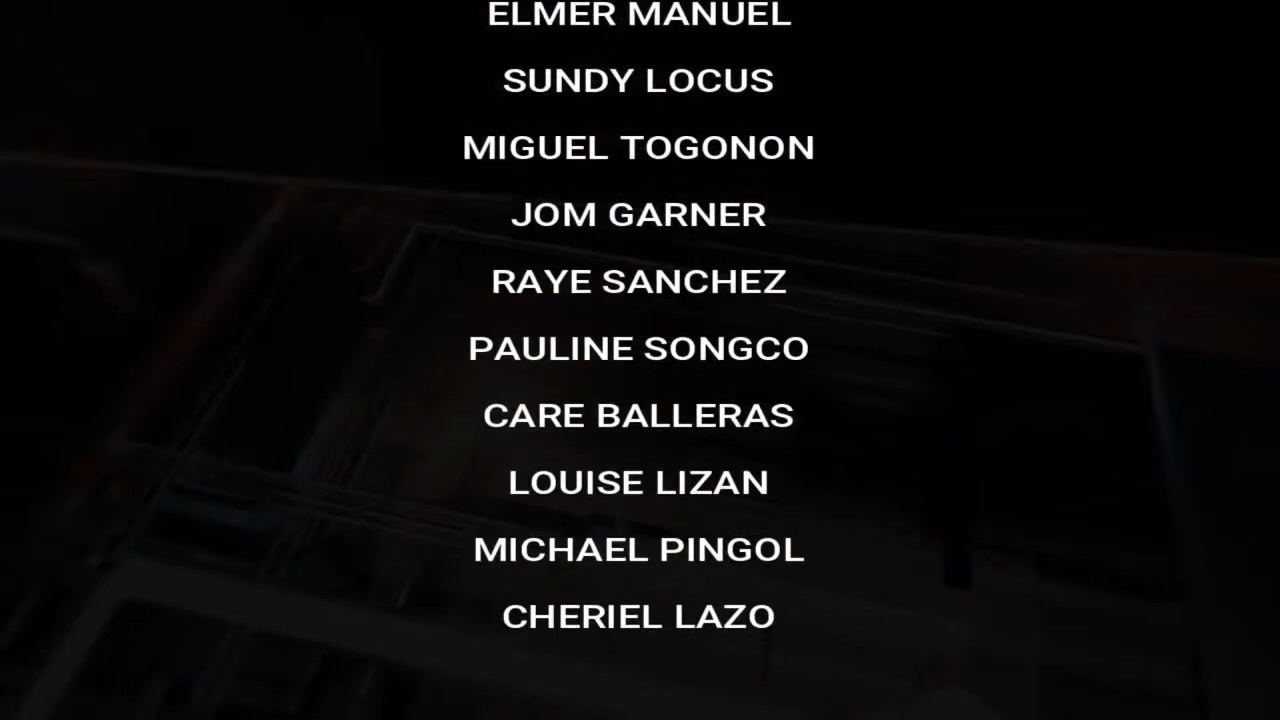 ELMER MANUEL
SUNDY LOCUS
MIGUEL TOGONON
JOM GARNER
RAYE SANCHEZ
PAULINE SONGCO
CARE BALLERAS
LOUISE LIZAN
MICHAEL PINGOL
CHERIEL LAZO